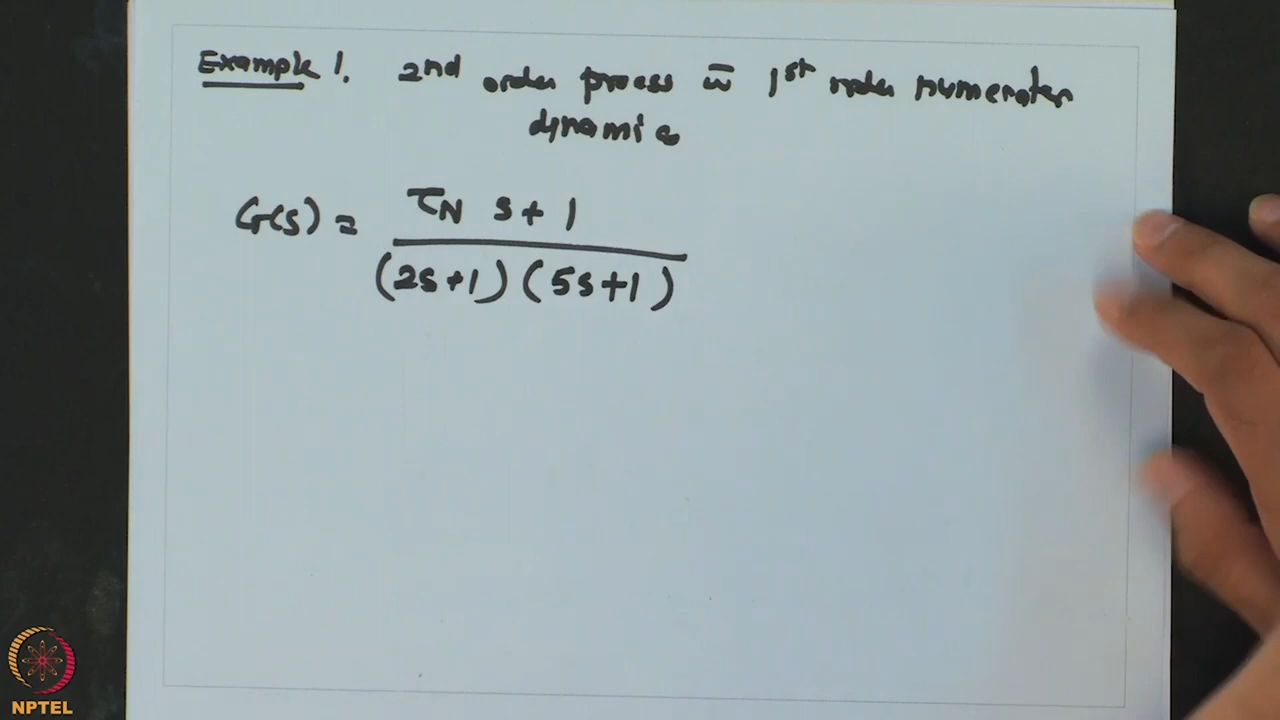 Example 1. 2nd order process w̄ 1st order numerator
dynamics
G(s) = τN s + 1
(2s+1) (5s+1)
NPTEL